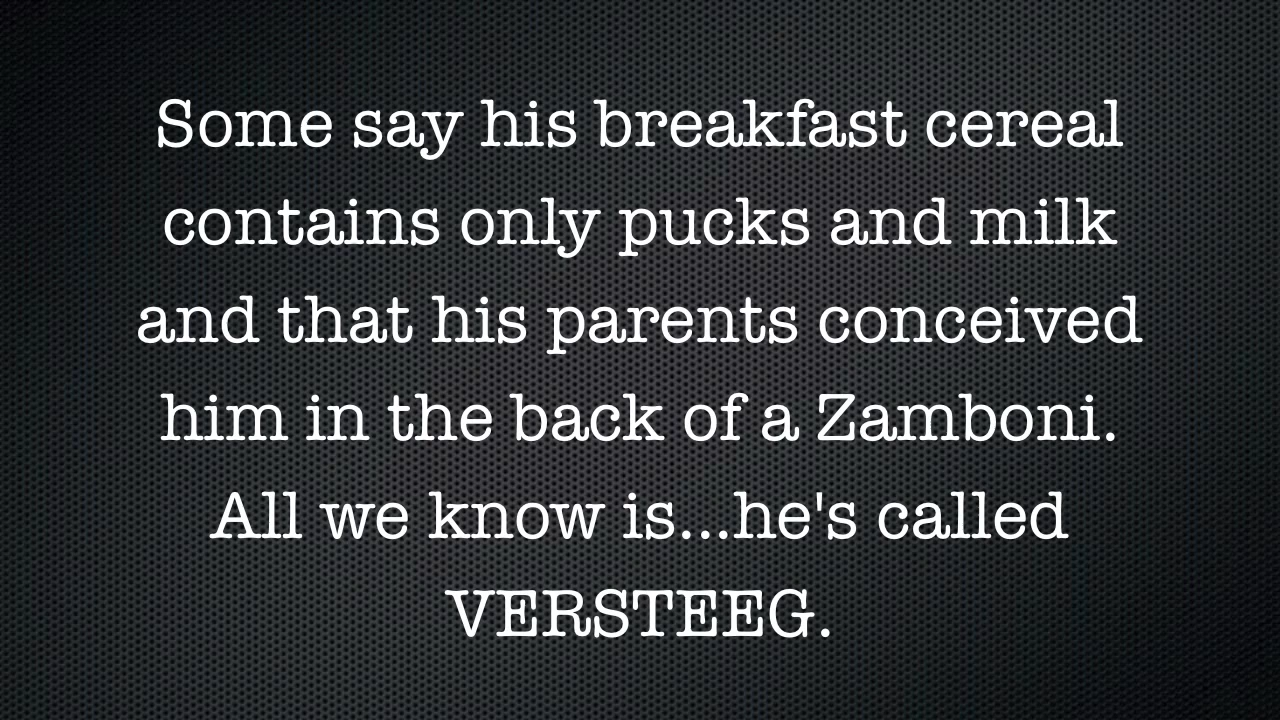 Some say his breakfast cereal
contains only pucks and milk
and that his parents conceived
him in the back of a Zamboni.
All we know is...he's called
VERSTEEG.